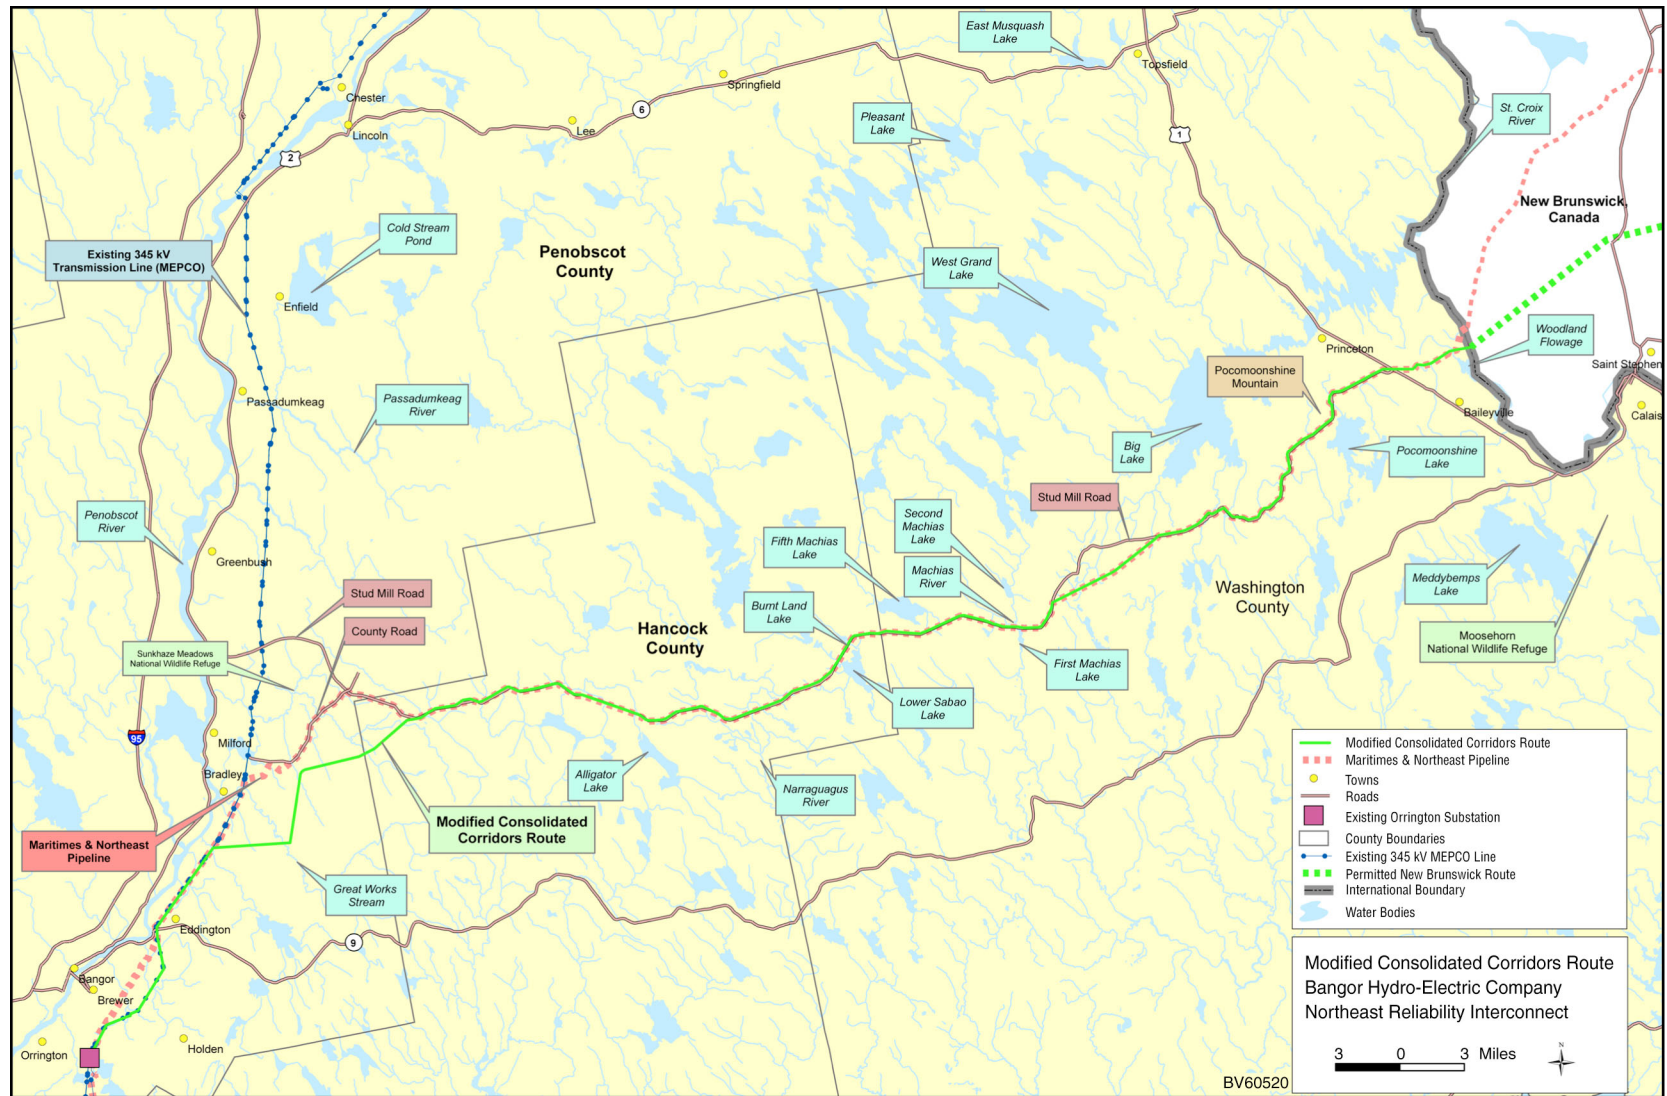 East Musquash
Lake
Topsfield
Chester
Springfield
Lincoln
Lee
6
2
1
Pleasant
Lake
St. Croix
River
New Brunswick,
Canada
Cold Stream
Pond
Existing 345 kV
Transmission Line (MEPCO)
Penobscot
County
West Grand
Lake
Enfield
Woodland
Flowage
Princeton
Saint Stephen
Pocomoonshine
Mountain
Passadumkeag
Passadumkeag
River
Baileyville
Calais
Big
Lake
Pocomoonshine
Lake
Stud Mill Road
Penobscot
River
Second
Machias
Lake
Fifth Machias
Lake
Greenbush
Machias
River
Meddybemps
Lake
Washington
County
Stud Mill Road
Burnt Land
Lake
County Road
Hancock
County
Moosehorn
National Wildlife Refuge
Sunkhaze Meadows
National Wildlife Refuge
First Machias
Lake
Lower Sabao
Lake
95
Milford
Bradley
Alligator
Lake
Narraguagus
River
Modified Consolidated
Corridors Route
Maritimes & Northeast
Pipeline
Great Works
Stream
Eddington
9
Bangor
Brewer
Orrington
Holden
Modified Consolidated Corridors Route
Maritimes & Northeast Pipeline
Towns
Roads
Existing Orrington Substation
County Boundaries
Existing 345 kV MEPCO Line
Permitted New Brunswick Route
International Boundary
Water Bodies
Modified Consolidated Corridors Route
Bangor Hydro-Electric Company
Northeast Reliability Interconnect
3 0 3 Miles
N
BV60520